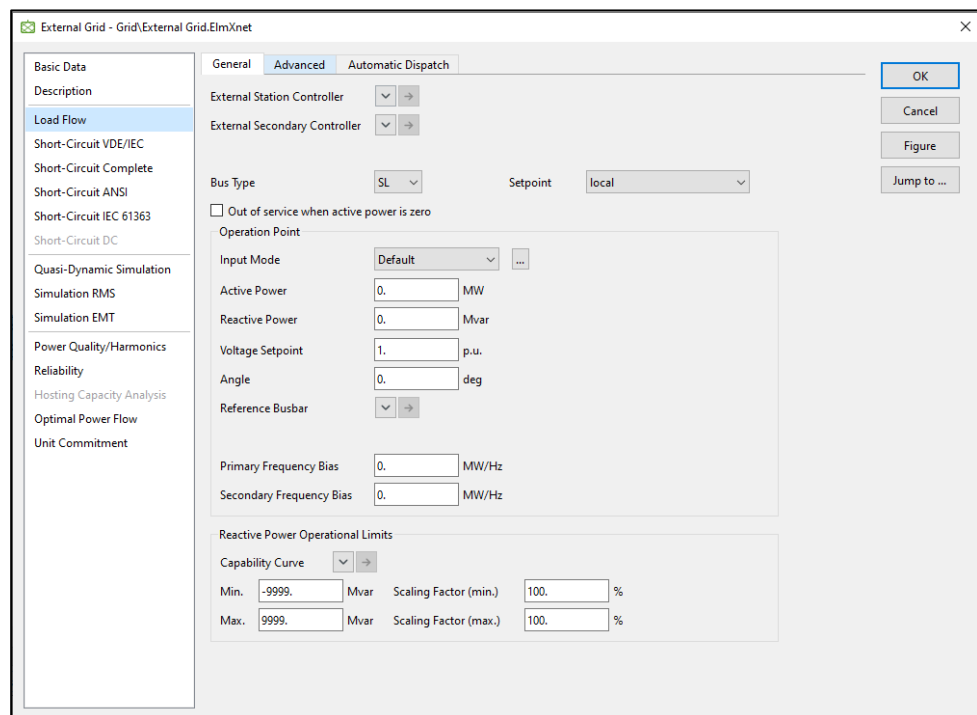 External Grid - Grid\External Grid.ElmXnet
Basic Data
Description
Load Flow
Short-Circuit VDE/IEC
Short-Circuit Complete
Short-Circuit ANSI
Short-Circuit IEC 61363
Short-Circuit DC
Quasi-Dynamic Simulation
Simulation RMS
Simulation EMT
Power Quality/Harmonics
Reliability
Hosting Capacity Analysis
Optimal Power Flow
Unit Commitment
General Advanced Automatic Dispatch
External Station Controller
External Secondary Controller
Bus Type SL Setpoint local
Out of service when active power is zero
Operation Point
Input Mode Default ...
Active Power 0. MW
Reactive Power 0. Mvar
Voltage Setpoint 1. p.u.
Angle 0. deg
Reference Busbar
Primary Frequency Bias 0. MW/Hz
Secondary Frequency Bias 0. MW/Hz
Reactive Power Operational Limits
Capability Curve
Min. -9999. Mvar Scaling Factor (min.) 100. %
Max. 9999. Mvar Scaling Factor (max.) 100. %
OK
Cancel
Figure
Jump to ...